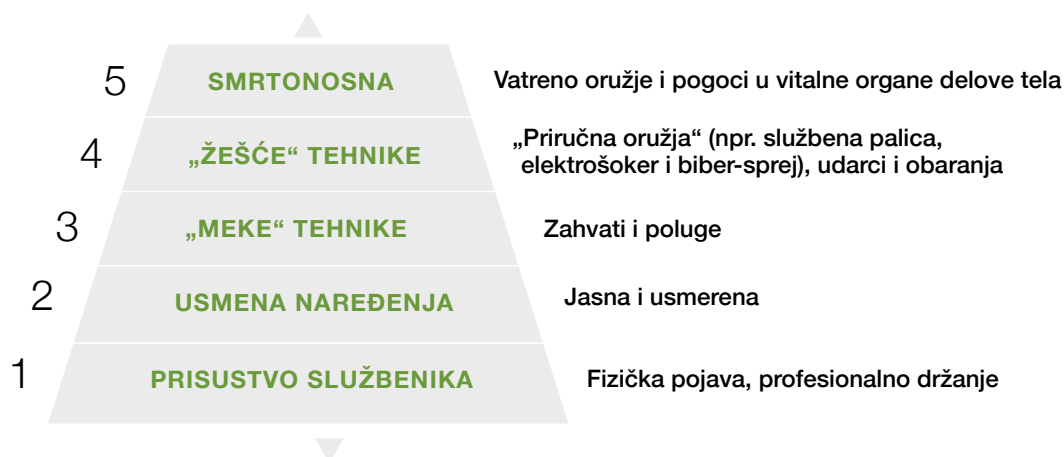 5 SMRTONOSNA Vatreno oružje i pogoci u vitalne organe delove tela
4 „ŽEŠĆE“ TEHNIKE „Priručna oružja“ (npr. službena palica,
elektrošoker i biber-sprej), udarci i obaranja
3 „MEKE“ TEHNIKE Zahvati i poluge
2 USMENA NAREĐENJA Jasna i usmerena
1 PRISUSTVO SLUŽBENIKA Fizička pojava, profesionalno držanje